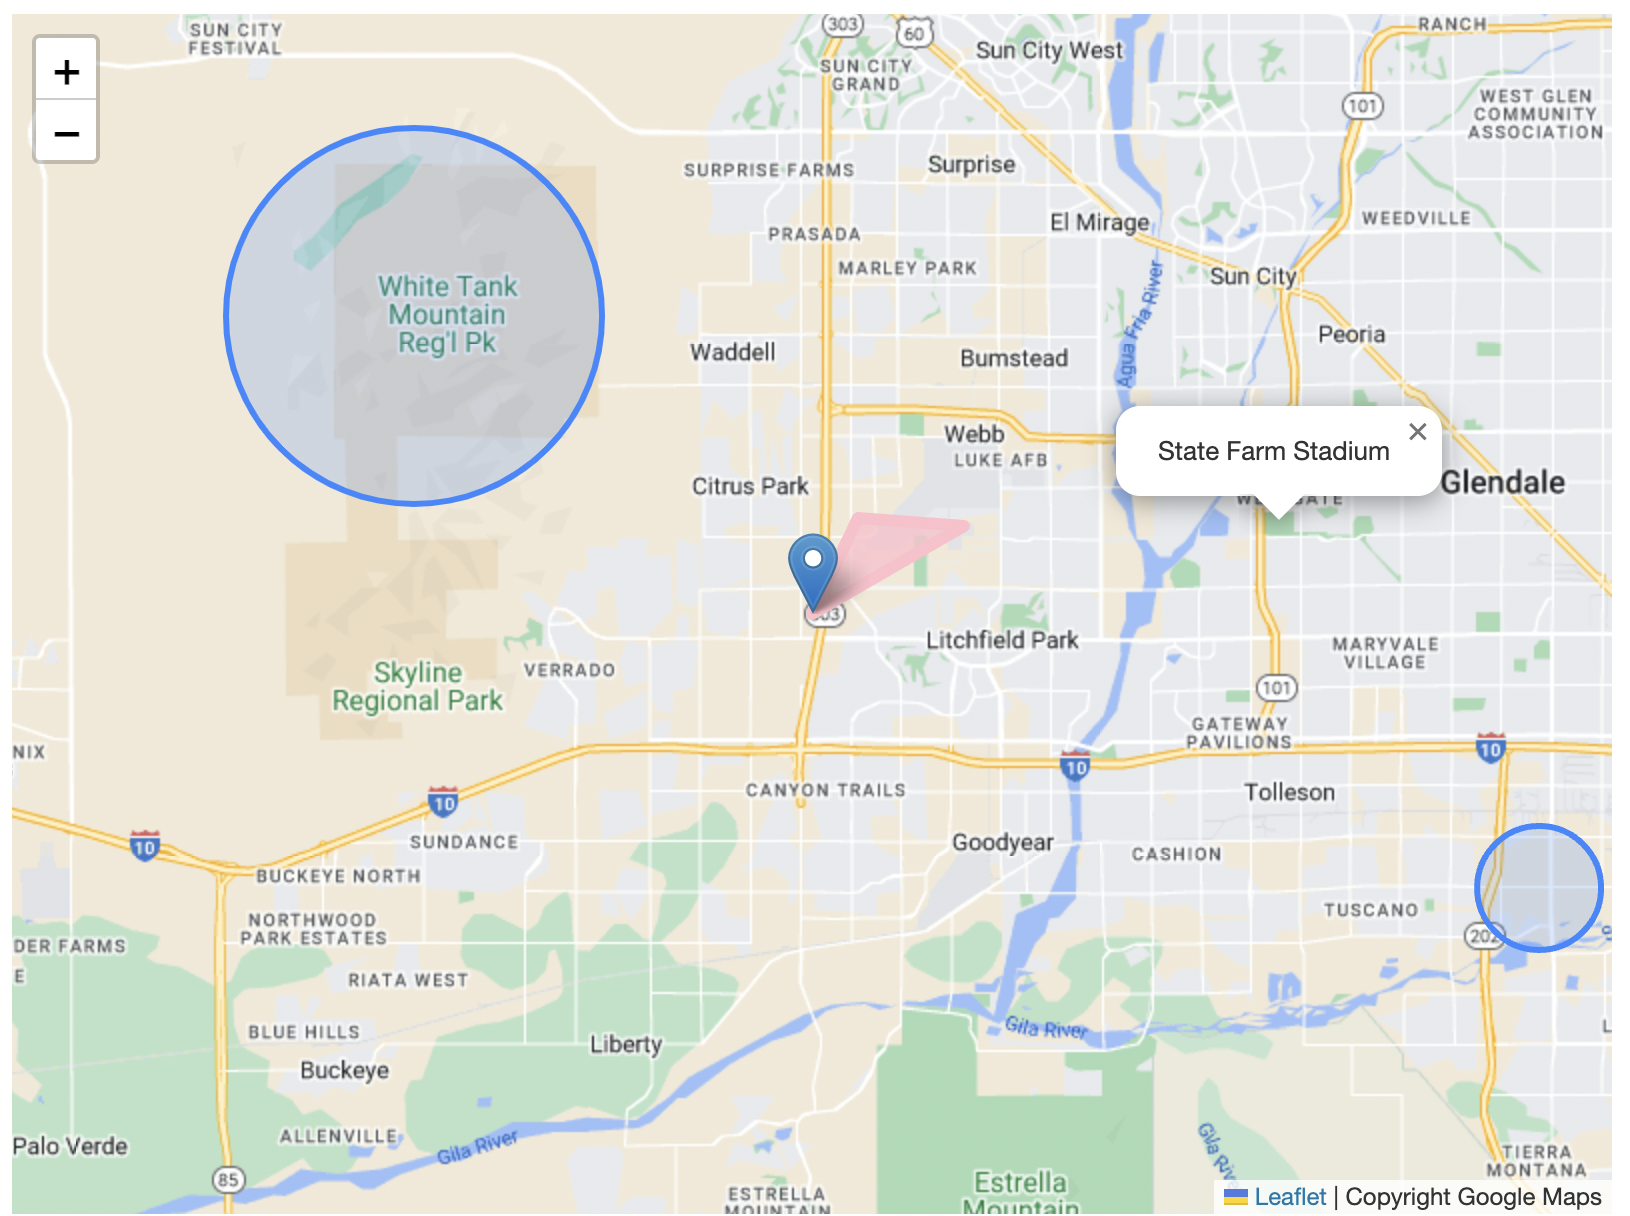 SUN CITY
FESTIVAL
+
−
303
60
Sun City West
RANCH
SUN CITY
GRAND
101
WEST GLEN
COMMUNITY
ASSOCIATION
SURPRISE FARMS
Surprise
El Mirage
WEEDVILLE
PRASADA
MARLEY PARK
Sun City
White Tank
Mountain
Reg'l Pk
Agua Fria River
Peoria
Waddell
Bumstead
Webb
LUKE AFB
State Farm Stadium
×
Citrus Park
Glendale
303
Litchfield Park
MARYVALE
VILLAGE
VERRADO
Skyline
Regional Park
101
GATEWAY
PAVILIONS
NIX
10
10
10
10
CANYON TRAILS
Tolleson
SUNDANCE
Goodyear
CASHION
BUCKEYE NORTH
TUSCANO
NORTHWOOD
PARK ESTATES
202
DER FARMS
E
RIATA WEST
BLUE HILLS
Liberty
Gila River
Buckeye
ALLENVILLE
Gila River
Gila Rive
Palo Verde
85
TIERRA
MONTANA
ESTRELLA
MOUNTAIN
Estrella
Mountain
Leaflet | Copyright Google Maps